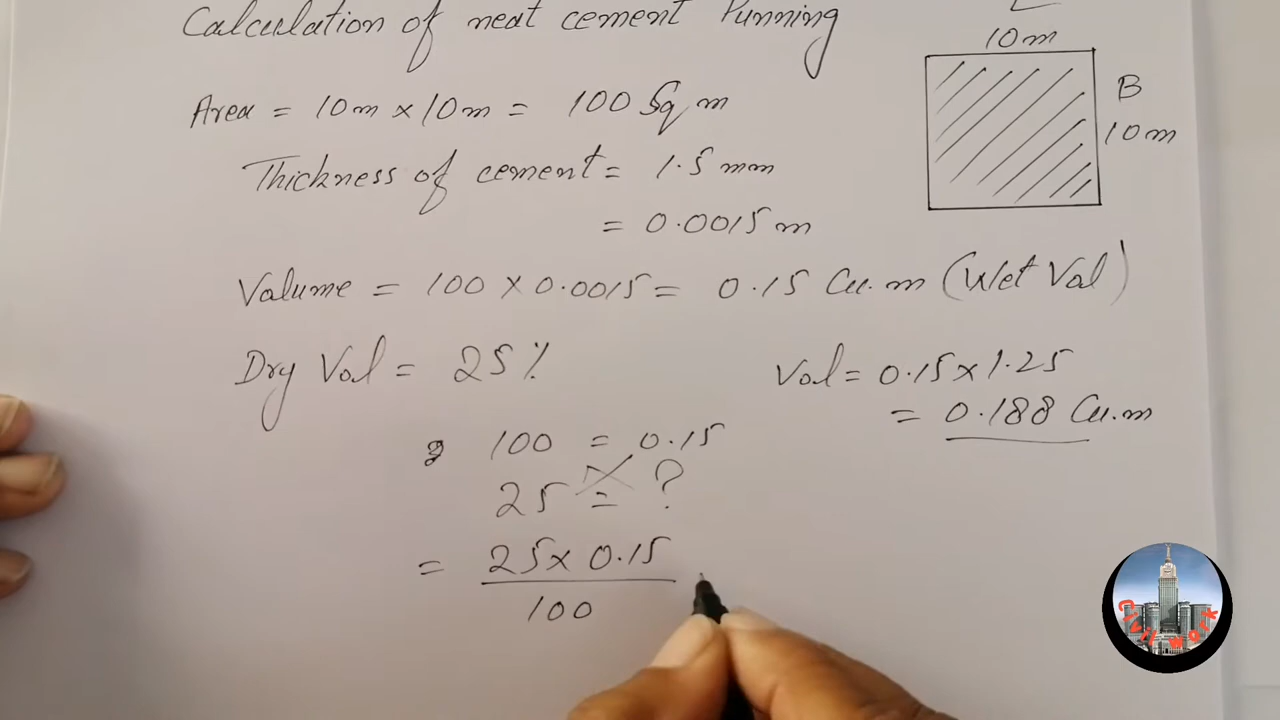 Calculation of neat cement Punning
L
10m
Area = 10m × 10m = 100 Sq m
B
10m
Thickness of cement = 1.5 mm
= 0.0015 m
Volume = 100 × 0.0015 = 0.15 Cu.m (Wet Vol)
Dry Vol = 25%
Vol = 0.15 × 1.25
= 0.188 Cu.m
100 = 0.15
25 = ?
= 25 × 0.15
100
Civil Work